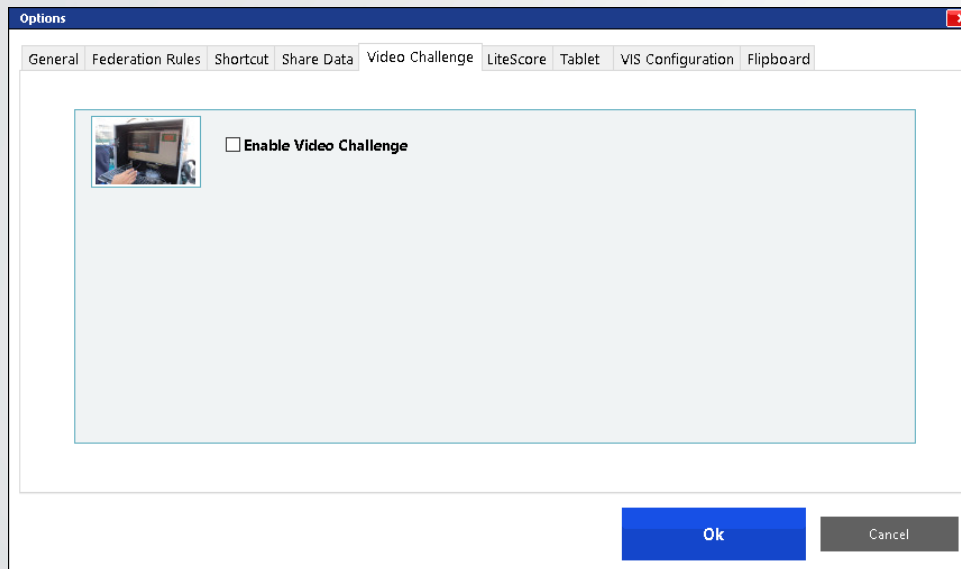 Options
General Federation Rules Shortcut Share Data Video Challenge LiteScore Tablet VIS Configuration Flipboard
Enable Video Challenge
Ok Cancel